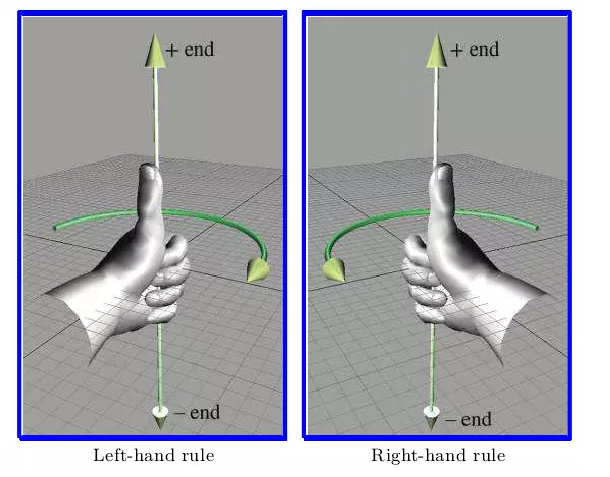 + end
+ end
– end
– end
Left-hand rule
Right-hand rule